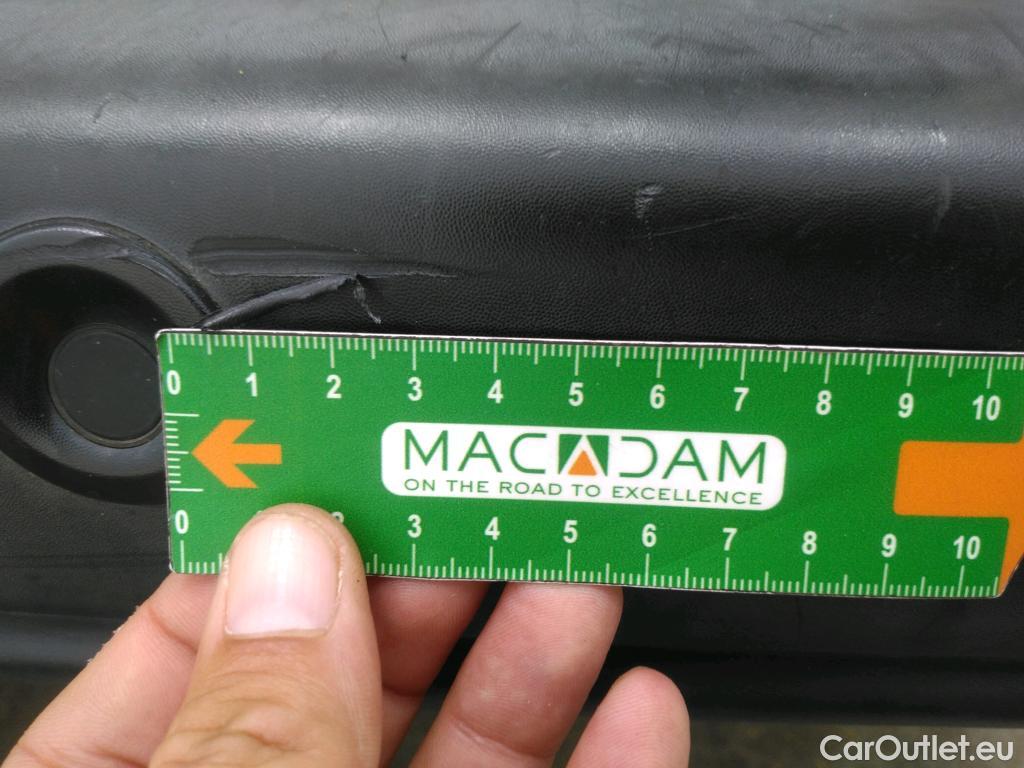 0 1 2 3 4 5 6 7 8 9 10
MACADAM
ON THE ROAD TO EXCELLENCE
0 3 4 5 6 7 8 9 10
CarOutlet.eu